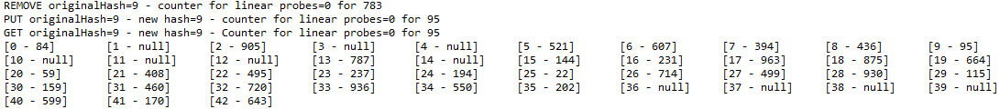 REMOVE originalHash=9 - counter for linear probes=0 for 783
PUT originalHash=9 - new hash=9 - counter for linear probes=0 for 95
GET originalHash=9 - new hash=9 - Counter for linear probes=0 for 95
[0 - 84] [1 - null] [2 - 905] [3 - null] [4 - null] [5 - 521] [6 - 607] [7 - 394] [8 - 436] [9 - 95]
[10 - null] [11 - null] [12 - null] [13 - 787] [14 - null] [15 - 144] [16 - 231] [17 - 963] [18 - 875] [19 - 664]
[20 - 59] [21 - 408] [22 - 495] [23 - 237] [24 - 194] [25 - 22] [26 - 714] [27 - 499] [28 - 930] [29 - 115]
[30 - 159] [31 - 460] [32 - 720] [33 - 936] [34 - 550] [35 - 202] [36 - null] [37 - null] [38 - null] [39 - null]
[40 - 599] [41 - 170] [42 - 643]